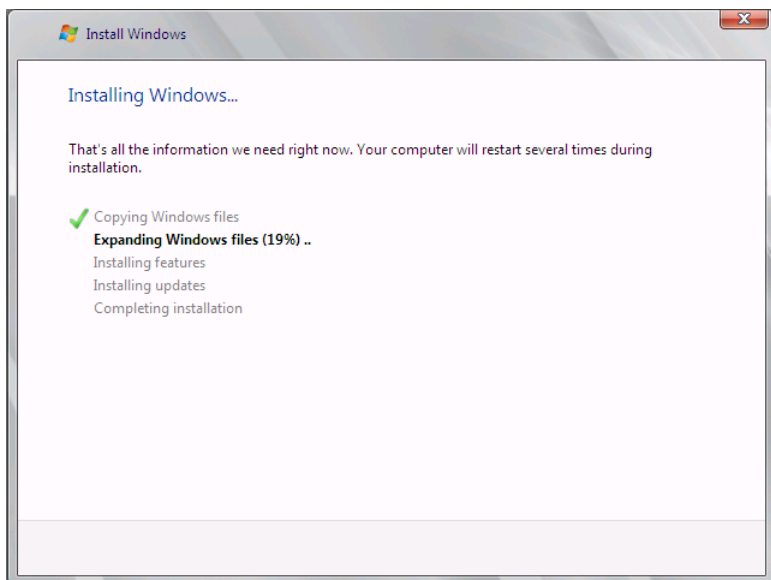 Install Windows
Installing Windows...
That's all the information we need right now. Your computer will restart several times during
installation.
Copying Windows files
Expanding Windows files (19%) ..
Installing features
Installing updates
Completing installation